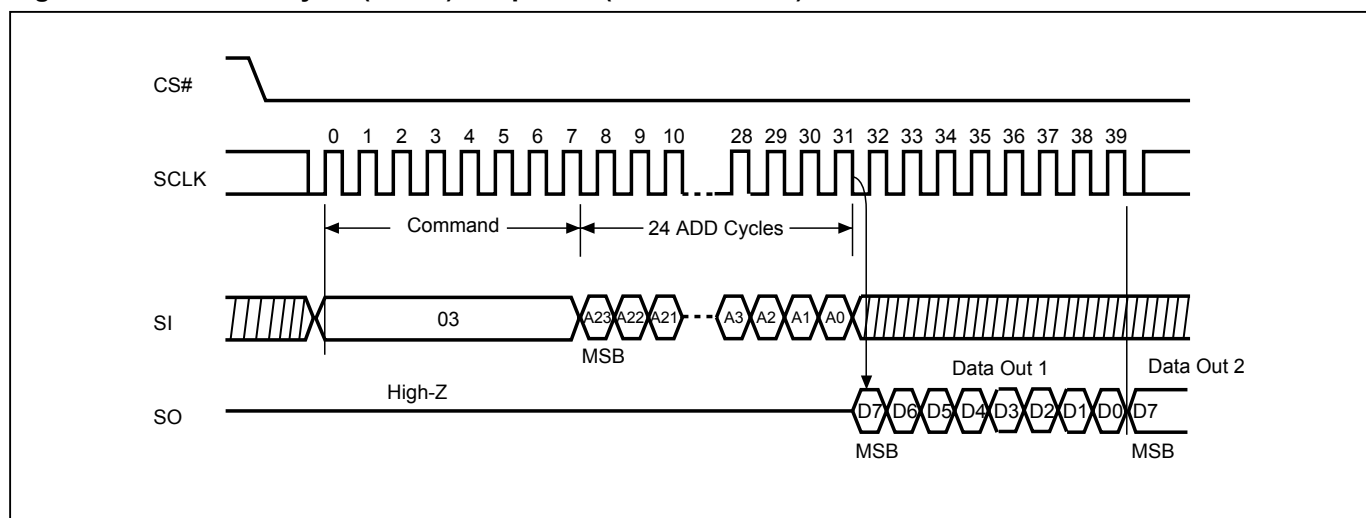 CS#
0 1 2 3 4 5 6 7 8 9 10 28 29 30 31 32 33 34 35 36 37 38 39
SCLK
Command
24 ADD Cycles
SI
03
A23 A22 A21 A3 A2 A1 A0
MSB
Data Out 1
Data Out 2
High-Z
SO
D7 D6 D5 D4 D3 D2 D1 D0 D7
MSB
MSB